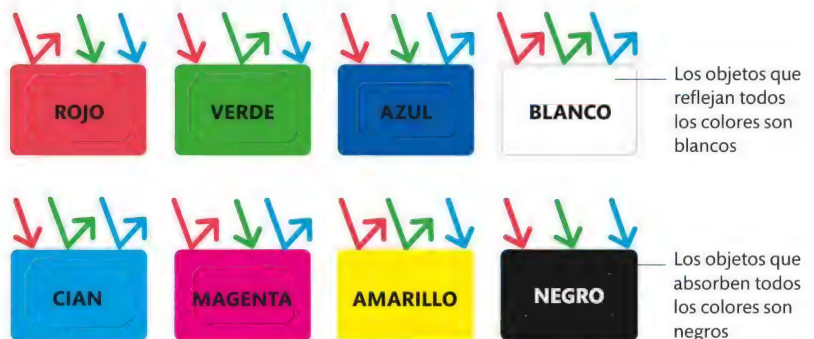 ROJO
VERDE
AZUL
BLANCO
Los objetos que
reflejan todos
los colores son
blancos
CIAN
MAGENTA
AMARILLO
NEGRO
Los objetos que
absorben todos
los colores son
negros